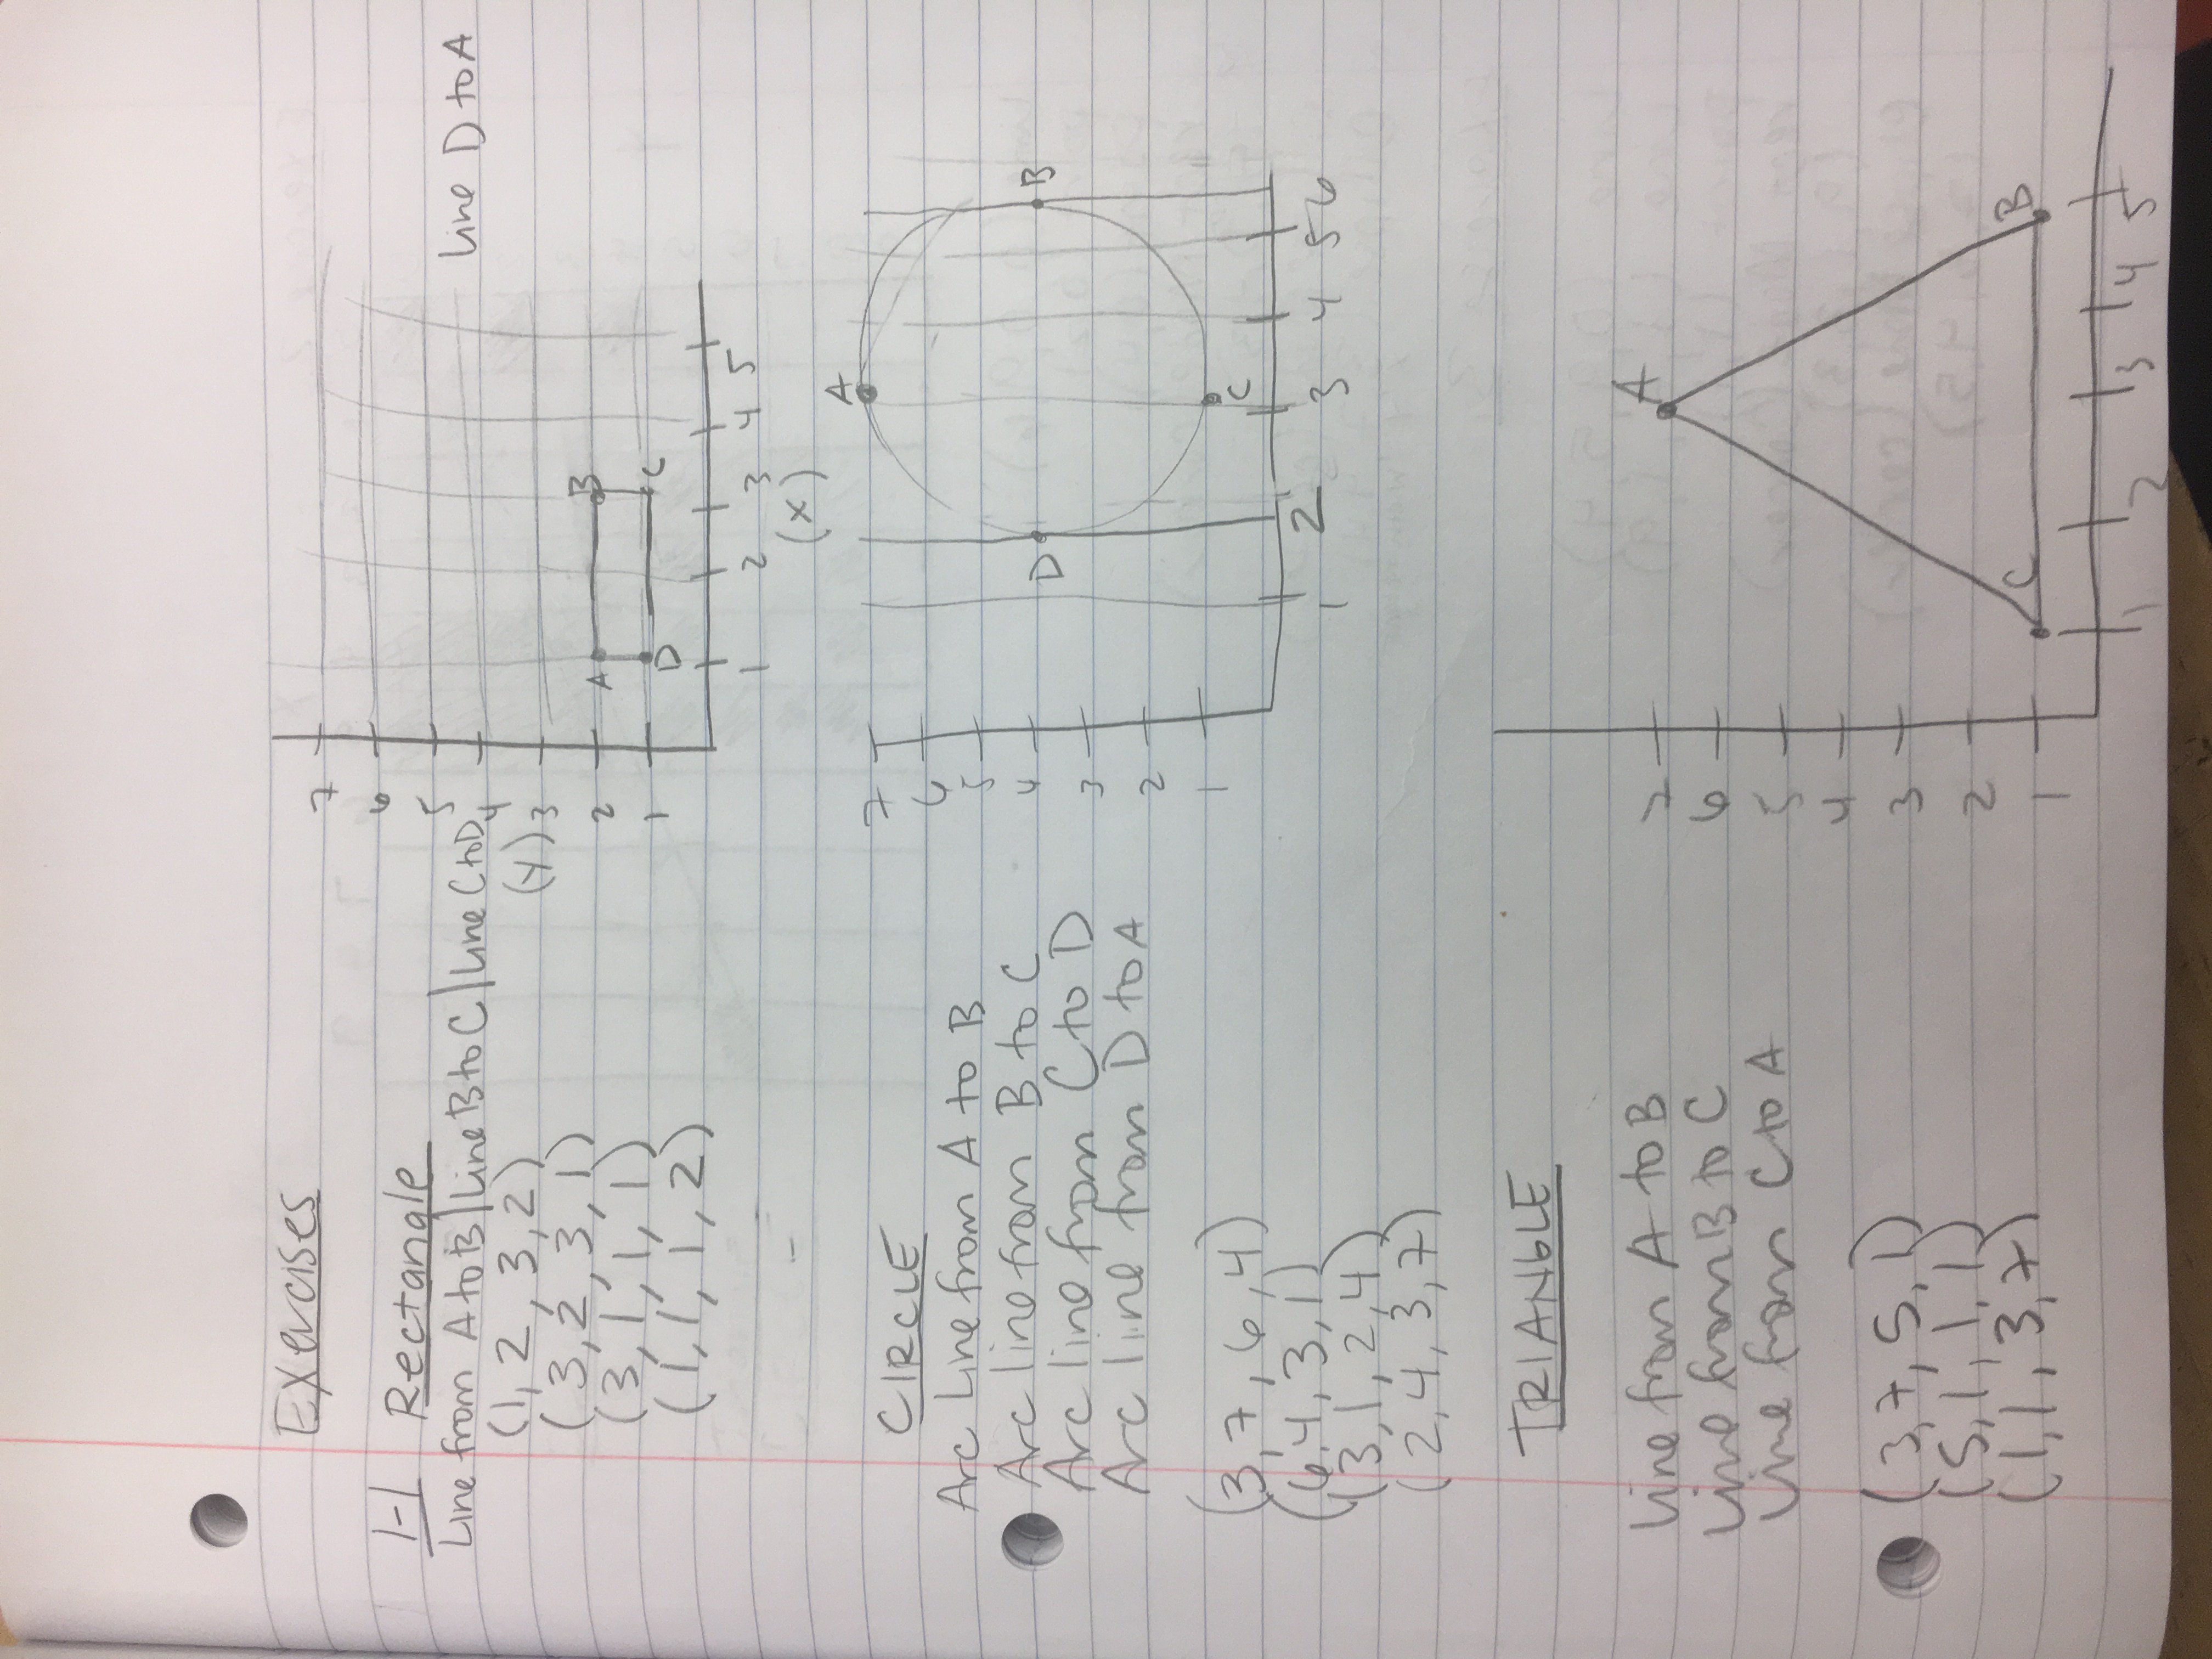 Exercises
1-1 Rectangle
Line from A to B | Line B to C | Line C to D
line D to A
(1, 2, 3, 2)
(3, 2, 3, 1)
(3, 1, 1, 1)
(1, 1, 1, 2)
7
6
5
4
(Y) 3
2 A B
1 D C
1 2 3 4 5
(X)
CIRCLE
Arc Line from A to B
Arc line from B to C
Arc line from C to D
Arc line from D to A
(3, 7, 6, 4)
(6, 4, 3, 1)
(3, 1, 2, 4)
(2, 4, 3, 7)
A
7
6
5
4 D B
3
2
1
C
1 2 3 4 5 6
TRIANGLE
Line from A to B
Line from B to C
Line from C to A
(3, 7, 5, 1)
(5, 1, 1, 1)
(1, 1, 3, 7)
A
7
6
5
4
3
2
1 C B
1 2 3 4 5